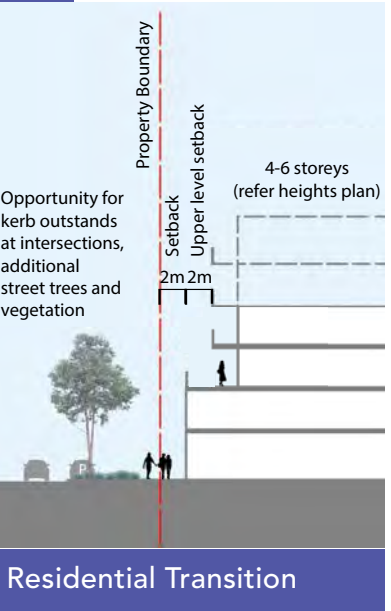 Property Boundary
Setback
Upper level setback
4-6 storeys
(refer heights plan)
Opportunity for
kerb outstands
at intersections,
additional
street trees and
vegetation
2m 2m
P
Residential Transition